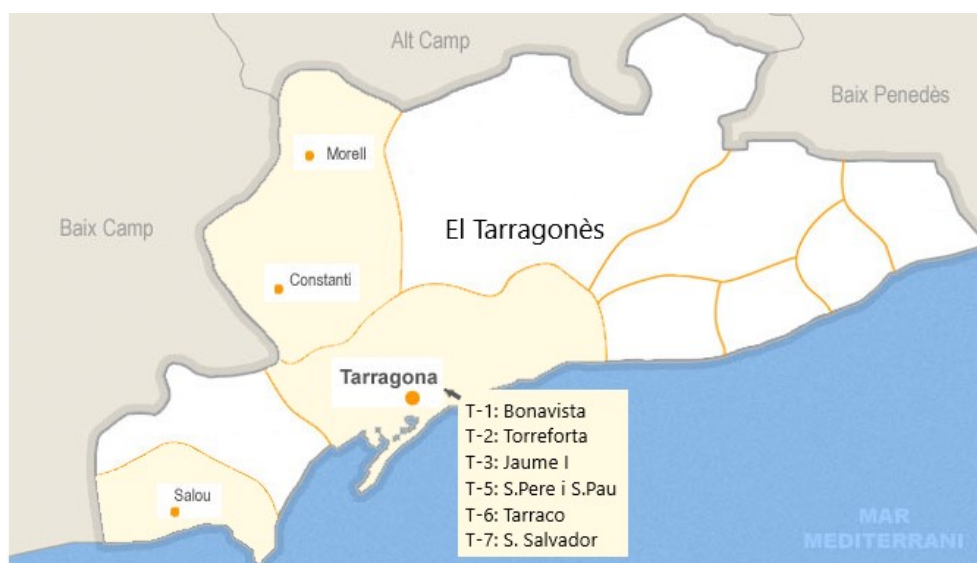 Alt Camp
Baix Penedès
Morell
Baix Camp
El Tarragonès
Constanti
Tarragona
T-1: Bonavista
T-2: Torreforta
T-3: Jaume I
T-5: S.Pere i S.Pau
T-6: Tarraco
T-7: S. Salvador
Salou
MAR
MEDITERRANI